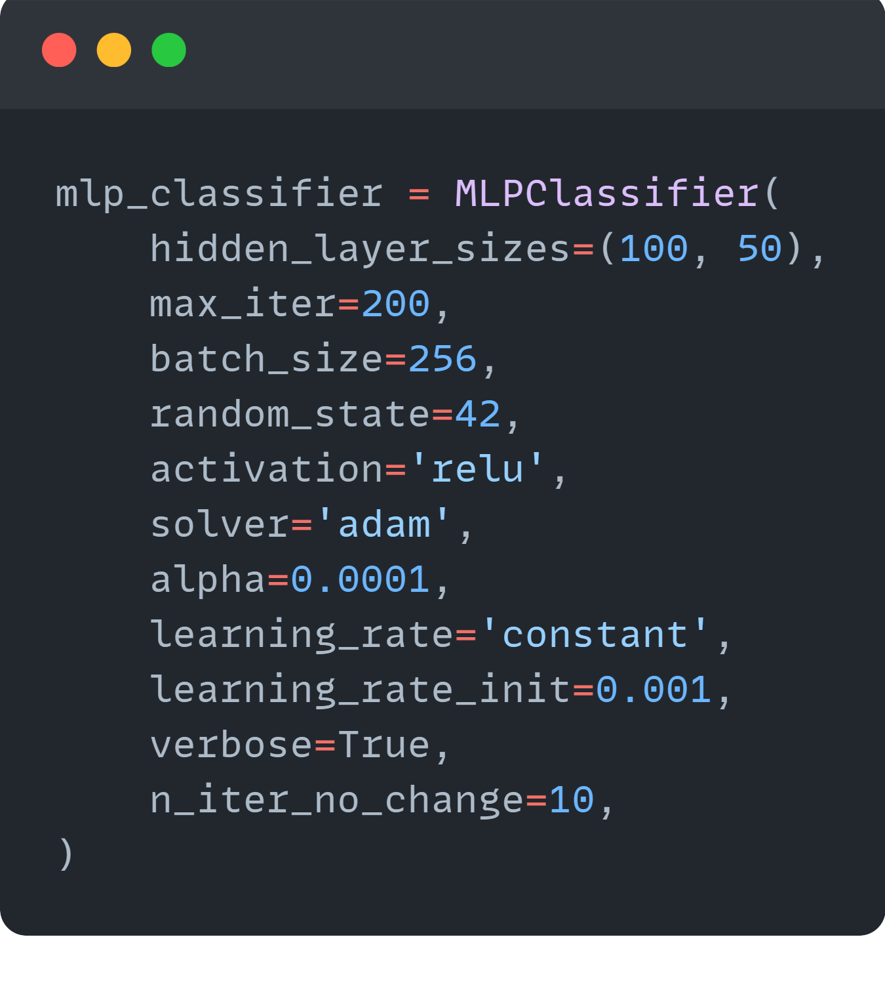 mlp_classifier = MLPClassifier(
    hidden_layer_sizes=(100, 50),
    max_iter=200,
    batch_size=256,
    random_state=42,
    activation='relu',
    solver='adam',
    alpha=0.0001,
    learning_rate='constant',
    learning_rate_init=0.001,
    verbose=True,
    n_iter_no_change=10,
)